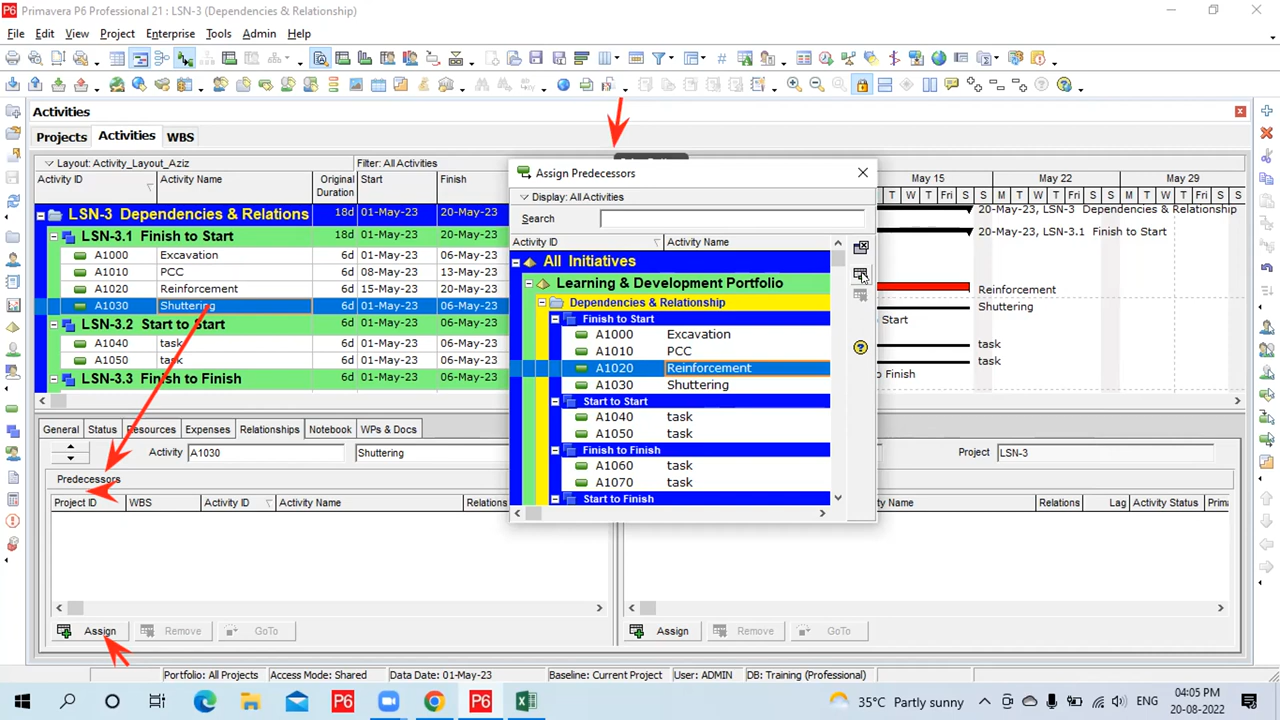 P6 Primavera P6 Professional 21 : LSN-3 (Dependencies & Relationship)
File Edit View Project Enterprise Tools Admin Help
Activities
Projects Activities WBS
Layout: Activity_Layout_Aziz Filter: All Activities
Activity ID Activity Name Original Duration Start Finish
May 15 May 22 May 29
T W T Fri S S M T W T Fri S S M T W T Fri S S
LSN-3 Dependencies & Relations 18d 01-May-23 20-May-23
LSN-3.1 Finish to Start 18d 01-May-23 20-May-23
A1000 Excavation 6d 01-May-23 06-May-23
A1010 PCC 6d 08-May-23 13-May-23
A1020 Reinforcement 6d 15-May-23 20-May-23
A1030 Shuttering 6d 01-May-23 06-May-23
LSN-3.2 Start to Start 6d 01-May-23 06-May-23
A1040 task 6d 01-May-23 06-May-23
A1050 task 6d 01-May-23 06-May-23
LSN-3.3 Finish to Finish 6d 01-May-23 06-May-23
20-May-23, LSN-3 Dependencies & Relationship
20-May-23, LSN-3.1 Finish to Start
Reinforcement
Shuttering
Start
task
task
Finish
Assign Predecessors
Display: All Activities
Search
Activity ID Activity Name
All Initiatives
Learning & Development Portfolio
Dependencies & Relationship
Finish to Start
A1000 Excavation
A1010 PCC
A1020 Reinforcement
A1030 Shuttering
Start to Start
A1040 task
A1050 task
Finish to Finish
A1060 task
A1070 task
Start to Finish
General Status Resources Expenses Relationships Notebook WPs & Docs
Activity A1030 Shuttering Project LSN-3
Predecessors
Project ID WBS Activity ID Activity Name Relations
y Name Relations Lag Activity Status Prima
Assign Remove GoTo
Assign Remove GoTo
Portfolio: All Projects Access Mode: Shared Data Date: 01-May-23 Baseline: Current Project User: ADMIN DB: Training (Professional)
P6 P6 35°C Partly sunny ENG 04:05 PM
20-08-2022